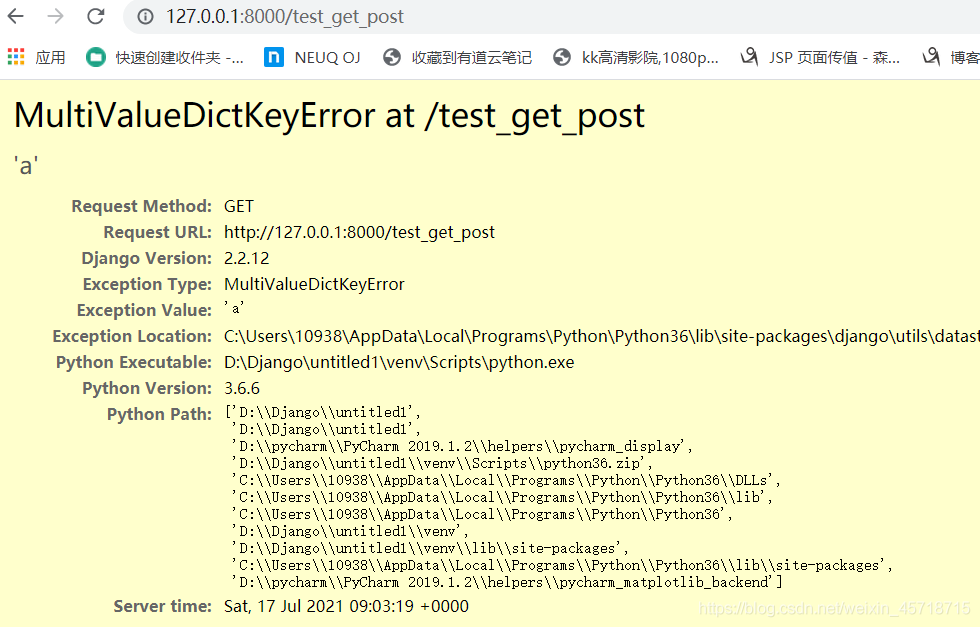 127.0.0.1:8000/test_get_post
应用 快速创建收件夹 -... NEUQ OJ 收藏到有道云笔记 kk高清影院,1080p... JSP 页面传值 - 森... 博客
MultiValueDictKeyError at /test_get_post
'a'
Request Method: GET
Request URL: http://127.0.0.1:8000/test_get_post
Django Version: 2.2.12
Exception Type: MultiValueDictKeyError
Exception Value: 'a'
Exception Location: C:\Users\10938\AppData\Local\Programs\Python\Python36\lib\site-packages\django\utils\datast
Python Executable: D:\Django\untitled1\venv\Scripts\python.exe
Python Version: 3.6.6
Python Path: ['D:\\Django\\untitled1',
'D:\\Django\\untitled1',
'D:\\pycharm\\PyCharm 2019.1.2\\helpers\\pycharm_display',
'D:\\Django\\untitled1\\venv\\Scripts\\python36.zip',
'C:\\Users\\10938\\AppData\\Local\\Programs\\Python\\Python36\\DLLs',
'C:\\Users\\10938\\AppData\\Local\\Programs\\Python\\Python36\\lib',
'C:\\Users\\10938\\AppData\\Local\\Programs\\Python\\Python36',
'D:\\Django\\untitled1\\venv',
'D:\\Django\\untitled1\\venv\\lib\\site-packages',
'C:\\Users\\10938\\AppData\\Local\\Programs\\Python\\Python36\\lib\\site-packages',
'D:\\pycharm\\PyCharm 2019.1.2\\helpers\\pycharm_matplotlib_backend']
Server time: Sat, 17 Jul 2021 09:03:19 +0000
https://blog.csdn.net/weixin_45718715